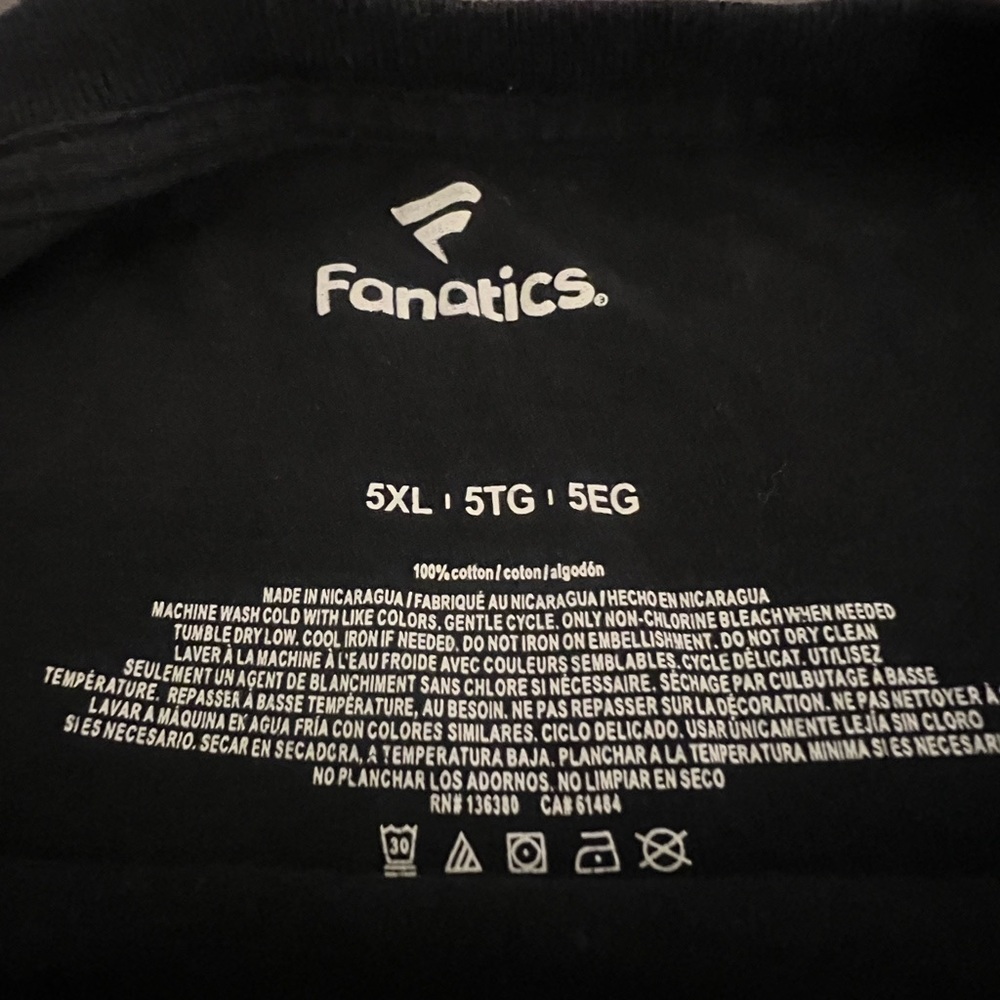 Fanatics®
5XL | 5TG | 5EG
100% cotton / coton / algodón
MADE IN NICARAGUA / FABRIQUÉ AU NICARAGUA / HECHO EN NICARAGUA
MACHINE WASH COLD WITH LIKE COLORS. GENTLE CYCLE. ONLY NON-CHLORINE BLEACH WHEN NEEDED
TUMBLE DRY LOW. COOL IRON IF NEEDED. DO NOT IRON ON EMBELLISHMENT. DO NOT DRY CLEAN
LAVER À LA MACHINE À L'EAU FROIDE AVEC COULEURS SEMBLABLES. CYCLE DÉLICAT. UTILISEZ
SEULEMENT UN AGENT DE BLANCHIMENT SANS CHLORE SI NÉCESSAIRE. SÉCHAGE PAR CULBUTAGE À BASSE
TEMPÉRATURE. REPASSER À BASSE TEMPÉRATURE, AU BESOIN. NE PAS REPASSER SUR LA DÉCORATION. NE PAS NETTOYER À
LAVAR A MÁQUINA EN AGUA FRÍA CON COLORES SIMILARES. CICLO DELICADO. USAR ÚNICAMENTE LEJÍA SIN CLORO
SI ES NECESARIO. SECAR EN SECADORA, A TEMPERATURA BAJA. PLANCHAR A LA TEMPERATURA MINIMA SI ES NECESARI
NO PLANCHAR LOS ADORNOS. NO LIMPIAR EN SECO
RN# 136380 CA# 61484
30